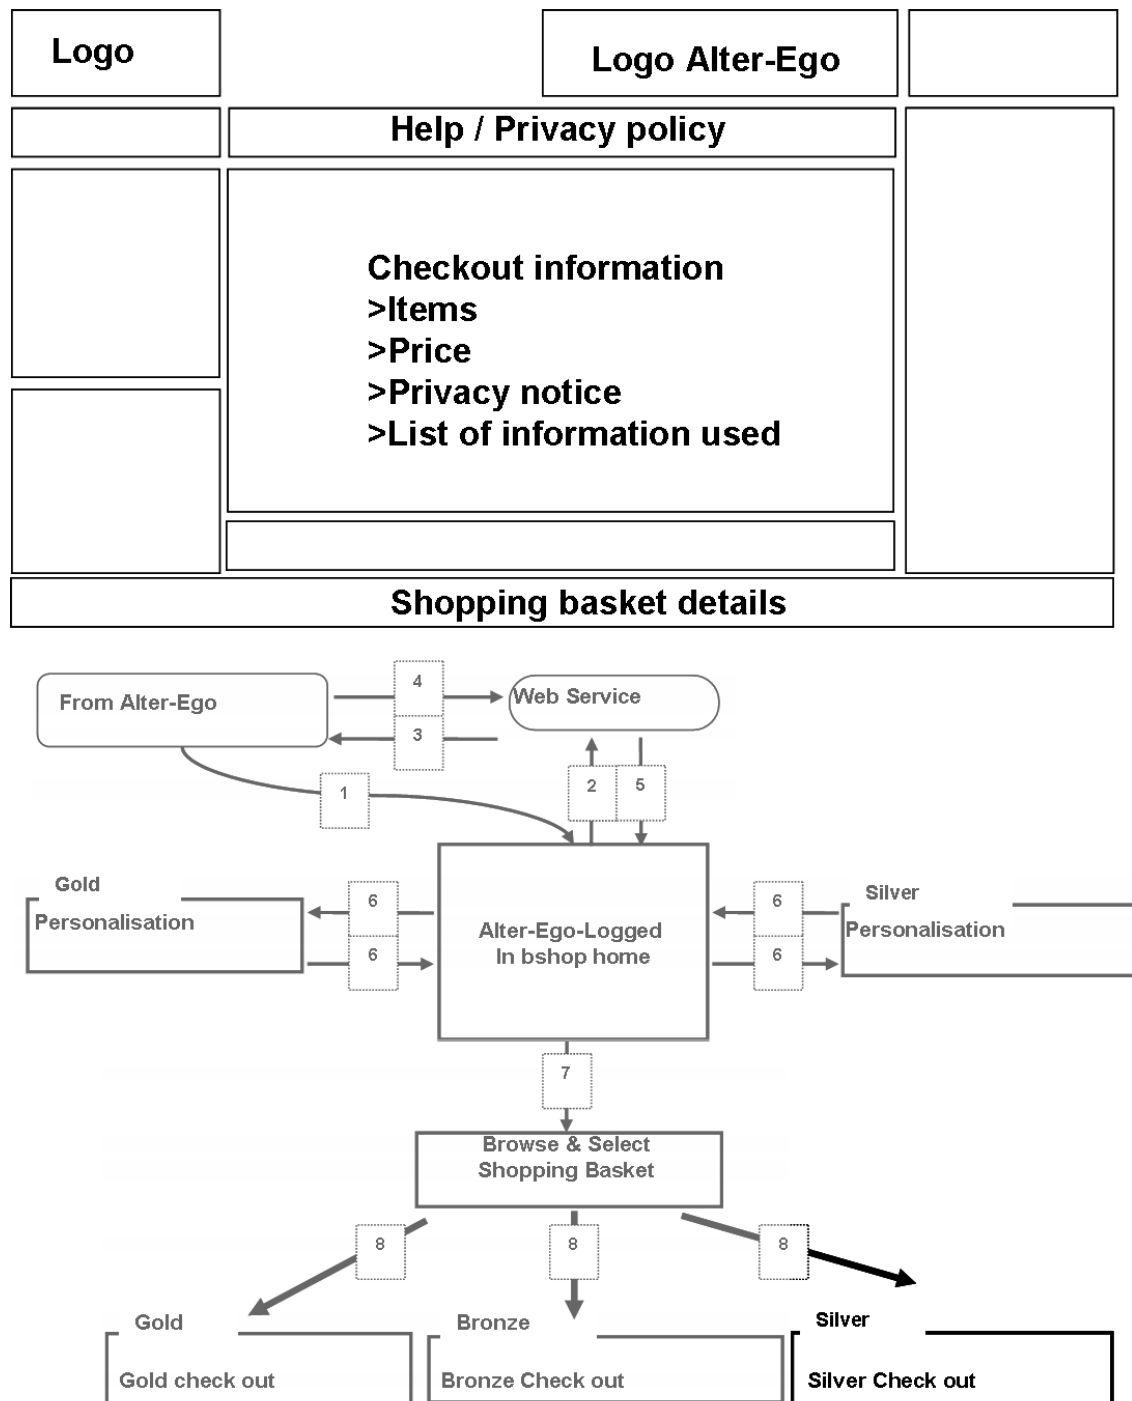 Logo
Logo Alter-Ego
Help / Privacy policy
Checkout information
>Items
>Price
>Privacy notice
>List of information used
Shopping basket details
From Alter-Ego
4
Web Service
3
1
2
5
Gold
Personalisation
6
6
Alter-Ego-Logged
In bshop home
6
6
Silver
Personalisation
7
Browse & Select
Shopping Basket
8
8
8
Gold
Gold check out
Bronze
Bronze Check out
Silver
Silver Check out